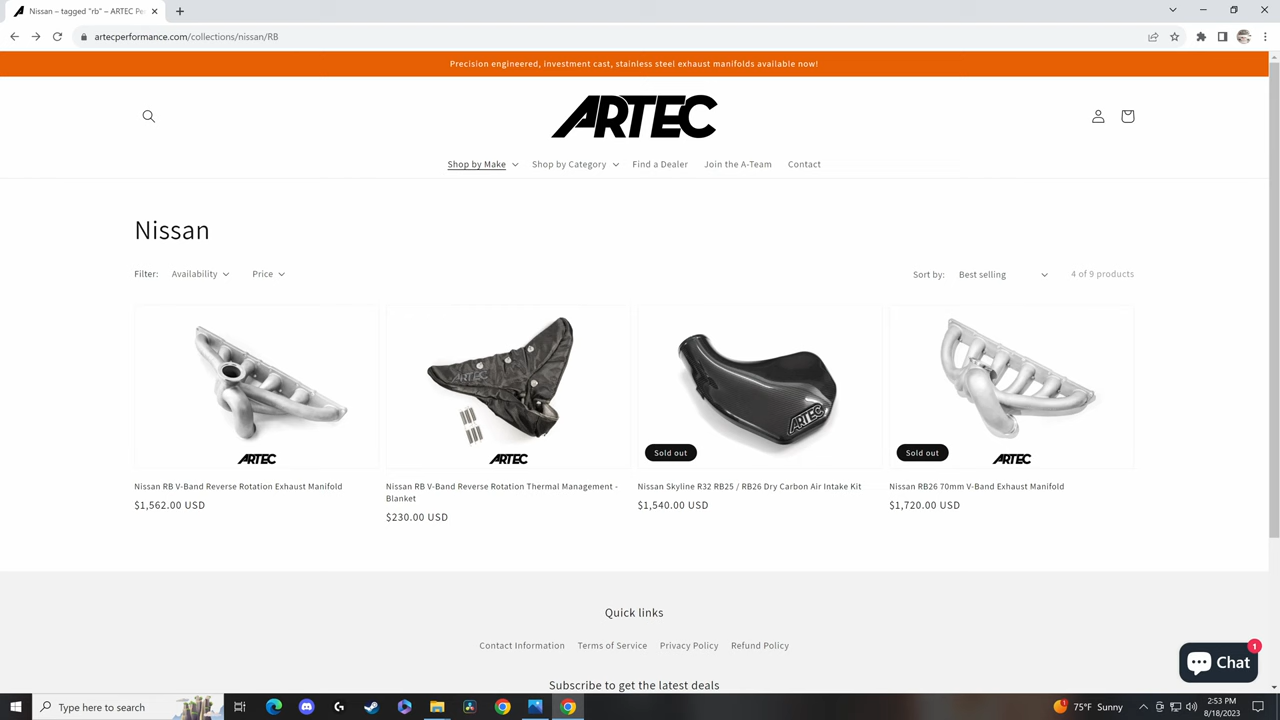 Nissan – tagged "rb" – ARTEC Pe
artecperformance.com/collections/nissan/RB
Precision engineered, investment cast, stainless steel exhaust manifolds available now!
ARTEC
Shop by Make Shop by Category Find a Dealer Join the A-Team Contact
Nissan
Filter: Availability Price Sort by: Best selling 4 of 9 products
ARTEC
ARTEC
ARTEC
ARTEC
Sold out
Sold out
ARTEC
Nissan RB V-Band Reverse Rotation Exhaust Manifold
$1,562.00 USD
Nissan RB V-Band Reverse Rotation Thermal Management -
Blanket
$230.00 USD
Nissan Skyline R32 RB25 / RB26 Dry Carbon Air Intake Kit
$1,540.00 USD
Nissan RB26 70mm V-Band Exhaust Manifold
$1,720.00 USD
Quick links
Contact Information Terms of Service Privacy Policy Refund Policy
Subscribe to get the latest deals
Chat
1
Type here to search
1
75°F Sunny
2:53 PM
8/18/2023